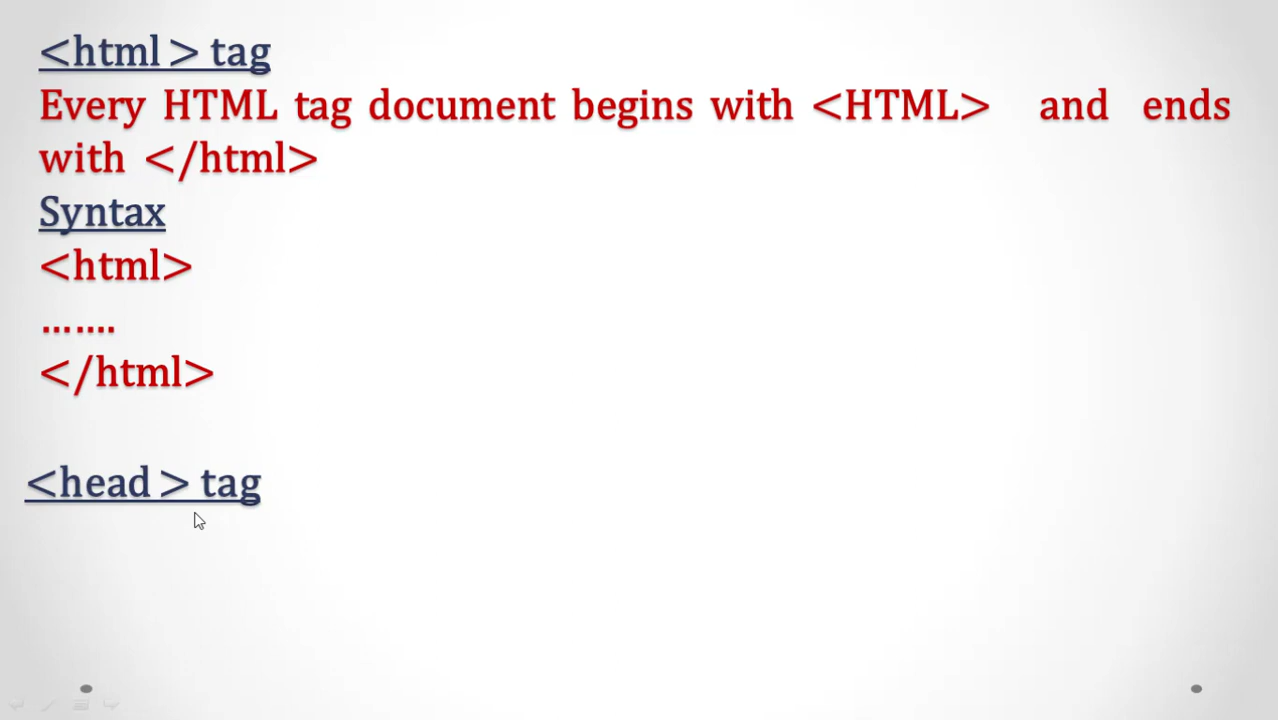 <html > tag
Every HTML tag document begins with <HTML> and ends
with </html>
Syntax
<html>
.......
</html>
<head > tag